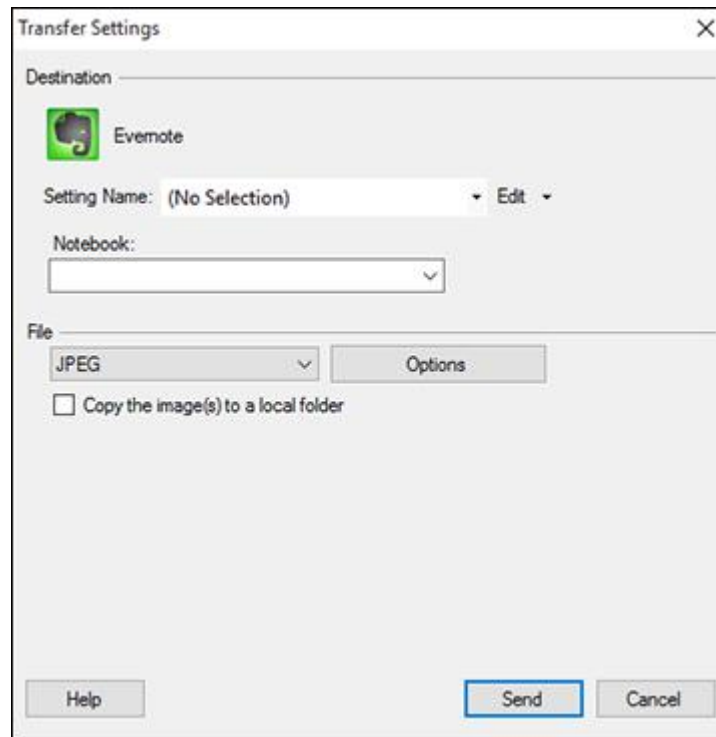 Transfer Settings
Destination
Evernote
Setting Name: (No Selection) Edit
Notebook:
File
JPEG Options
Copy the image(s) to a local folder
Help Send Cancel